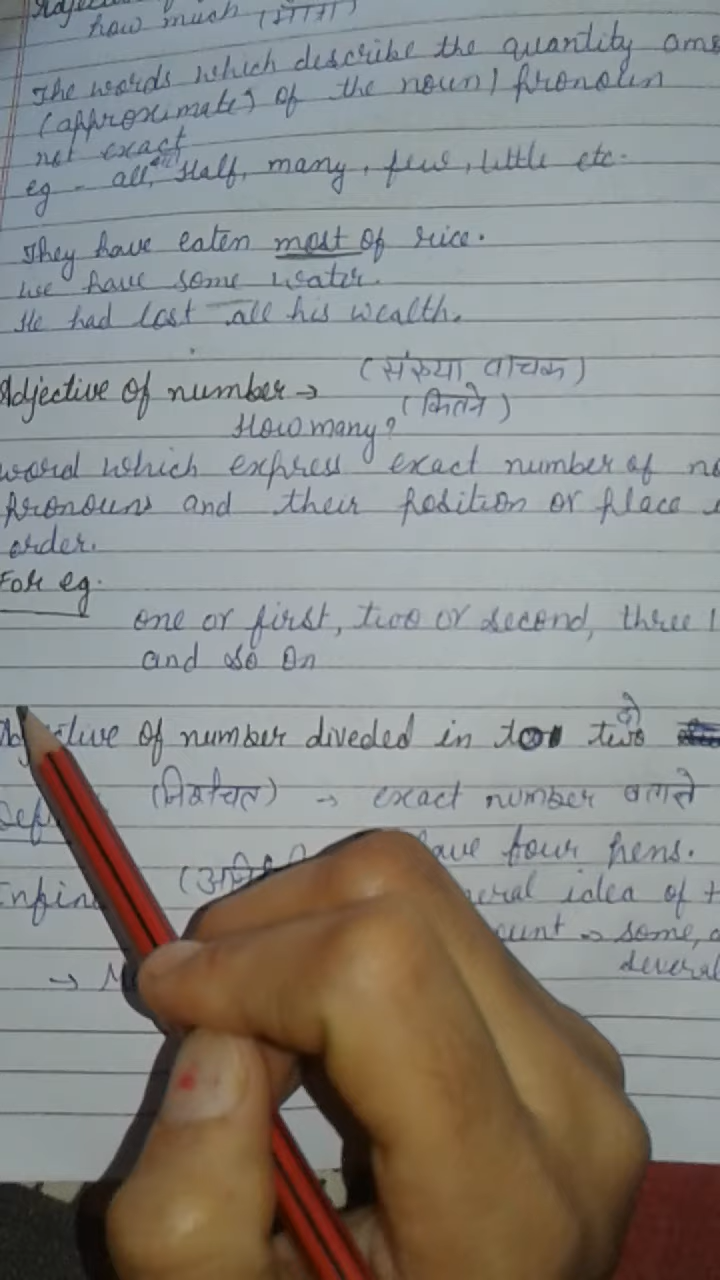 how much (मात्रा)
The words which describe the quantity
(approximate) of the noun / pronoun
not exact
eg - all, Half, many, few, little etc.
They have eaten most of rice.
We have some water.
He had lost all his wealth.
Adjective of number → (संख्या वाचक)
How many? (कितने)
word which express exact number of
pronouns and their position or place
order.
For eg.
one or first, two or second, three
and so on
of number diveded in to two दो
(निश्चित) → exact number बताते
have four pens.
idea of
→ some,